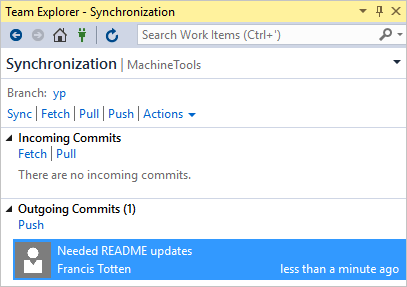 Team Explorer - Synchronization
Search Work Items (Ctrl+')
Synchronization | MachineTools
Branch: yp
Sync | Fetch | Pull | Push | Actions
Incoming Commits
Fetch | Pull
There are no incoming commits.
Outgoing Commits (1)
Push
Needed README updates
Francis Totten less than a minute ago